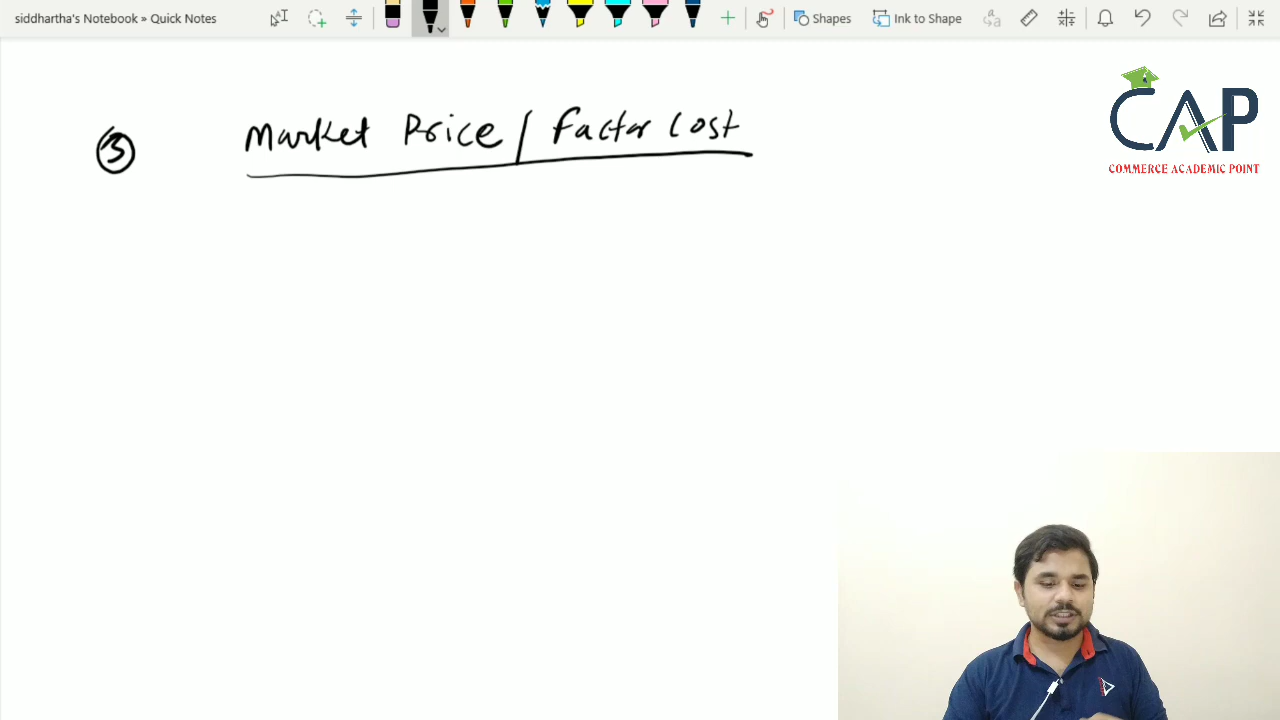 siddhartha's Notebook » Quick Notes
Shapes
Ink to Shape
3 Market Price / Factor Cost
CAP
COMMERCE ACADEMIC POINT